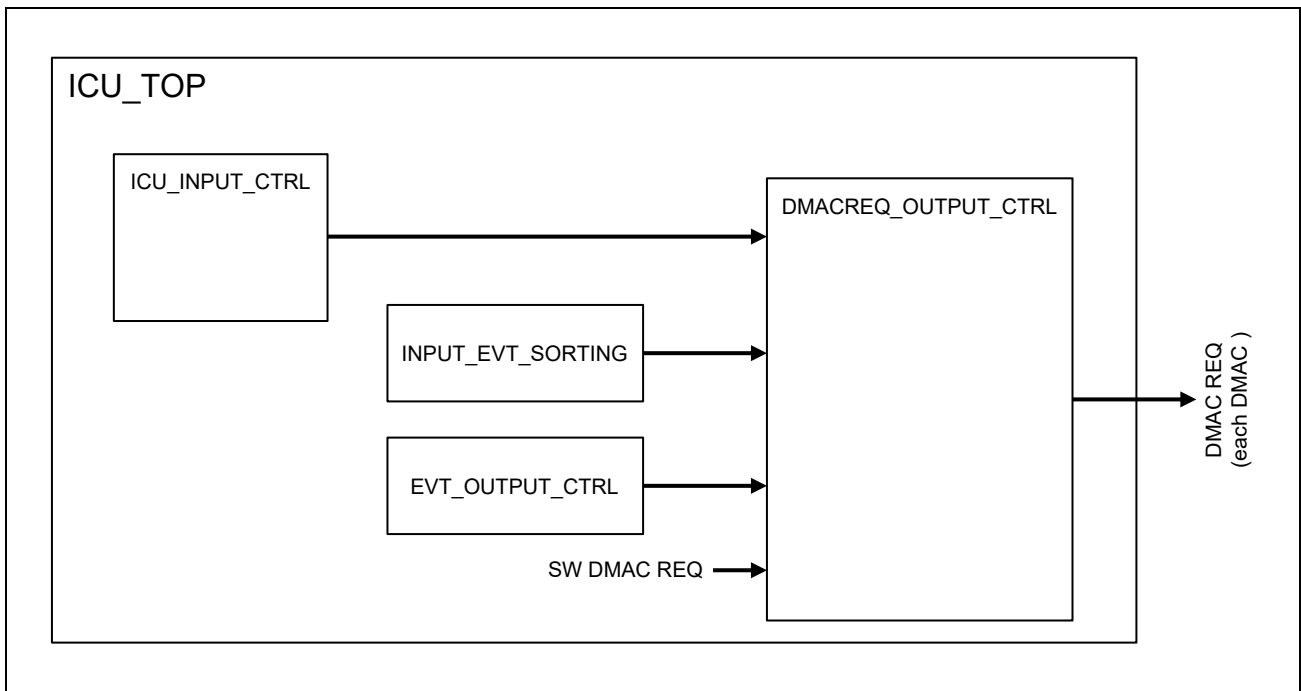 ICU_TOP
ICU_INPUT_CTRL
DMACREQ_OUTPUT_CTRL
INPUT_EVT_SORTING
EVT_OUTPUT_CTRL
SW DMAC REQ
DMAC REQ
(each DMAC )